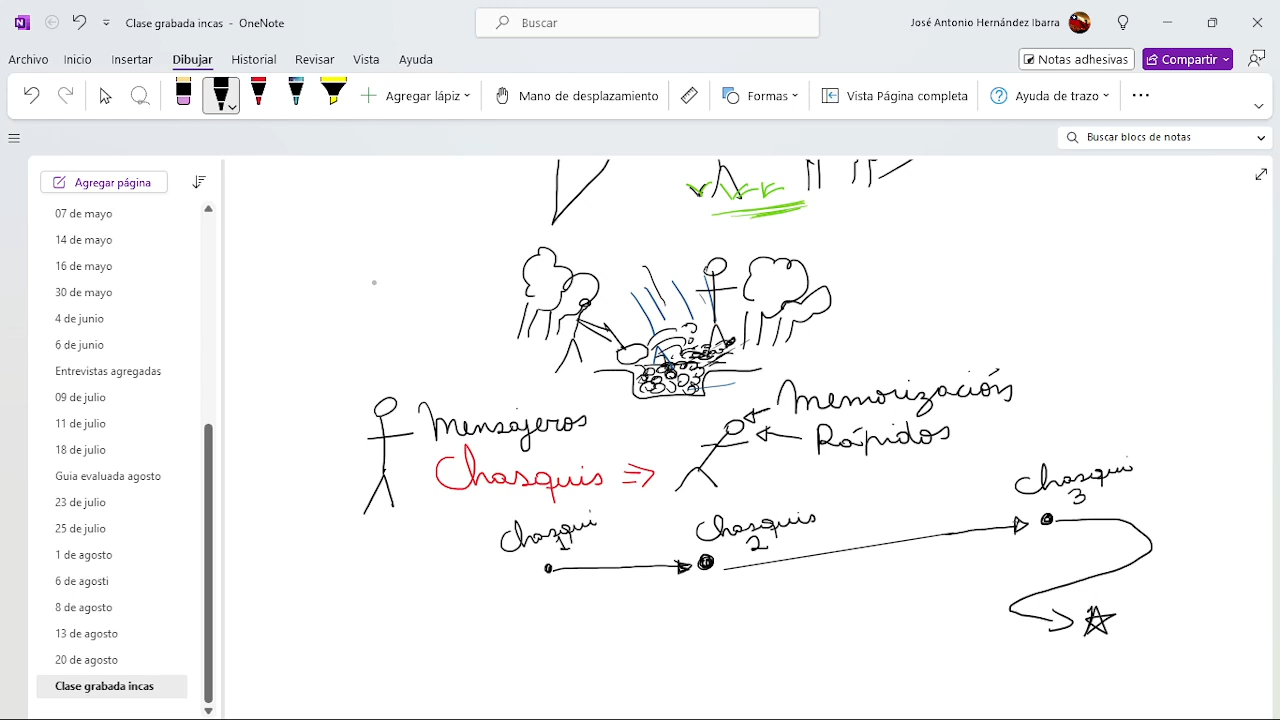 Clase grabada incas - OneNote
Buscar
José Antonio Hernández Ibarra
Archivo Inicio Insertar Dibujar Historial Revisar Vista Ayuda
Notas adhesivas
Compartir
Agregar lápiz
Mano de desplazamiento
Formas
Vista Página completa
Ayuda de trazo
Buscar blocs de notas
Agregar página
07 de mayo
14 de mayo
16 de mayo
30 de mayo
4 de junio
6 de junio
Entrevistas agregadas
09 de julio
11 de julio
18 de julio
Guia evaluada agosto
23 de julio
25 de julio
1 de agosto
6 de agosti
8 de agosto
13 de agosto
20 de agosto
Clase grabada incas
Mensajeros
Chasquis =>
Memorización
Rápidos
Chasqui
1
Chasquis
2
Chasqui
3